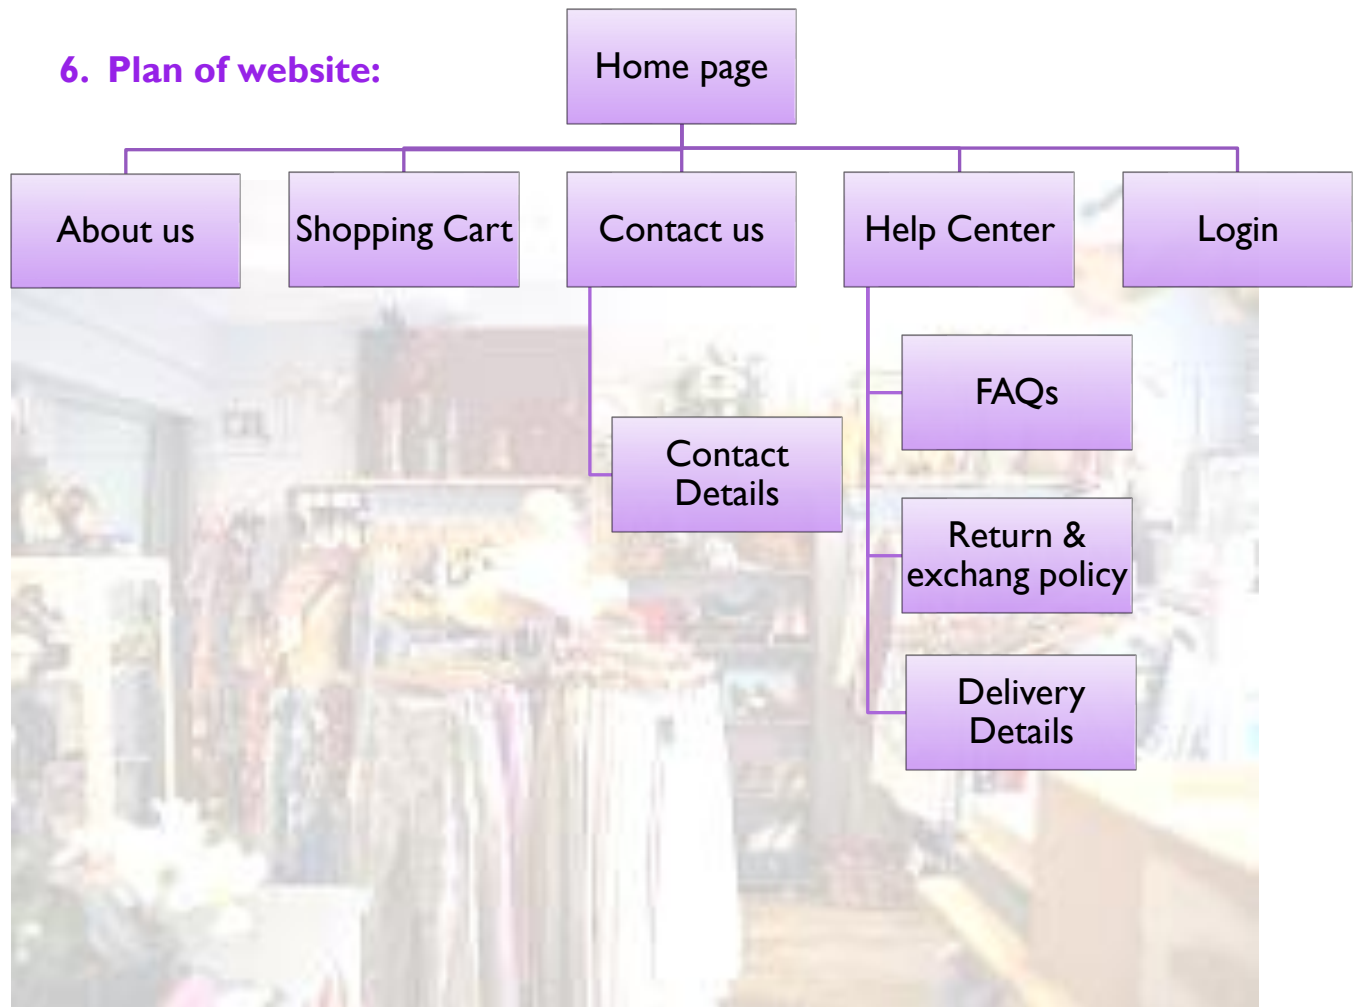 6. Plan of website:
Home page
About us
Shopping Cart
Contact us
Help Center
Login
Contact
Details
FAQs
Return &
exchang policy
Delivery
Details